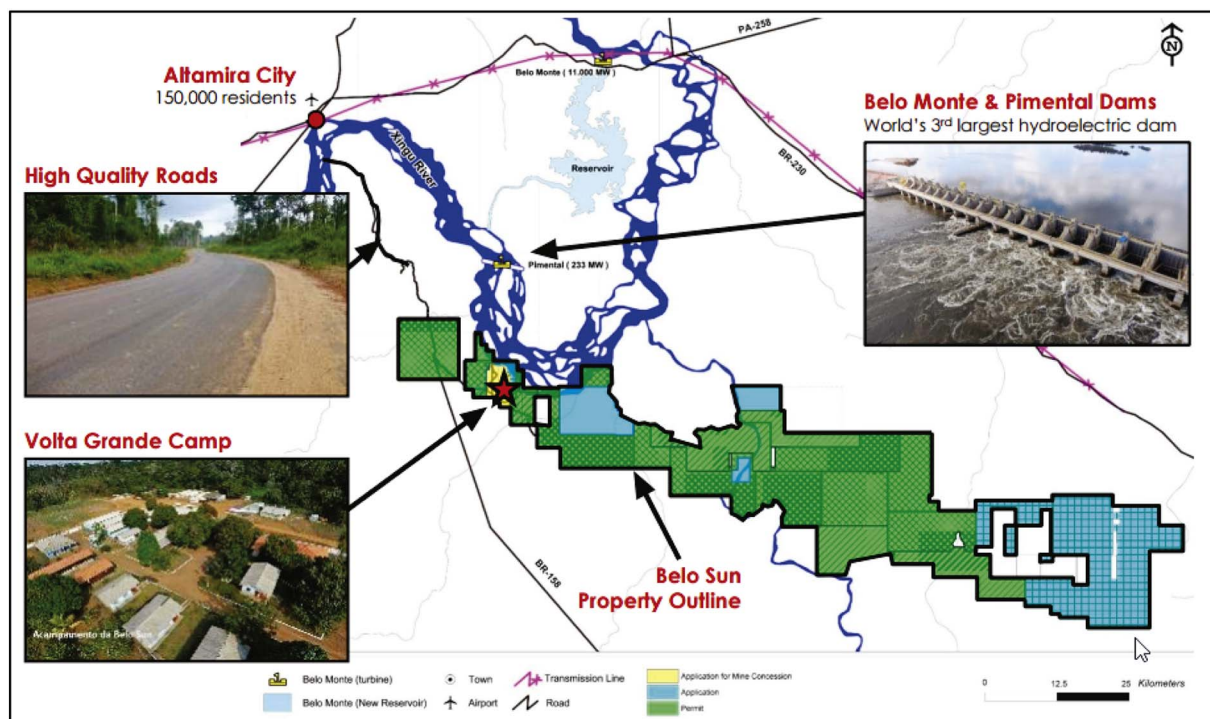 PA-258
N
Altamira City
150,000 residents
Belo Monte ( 11.000 MW )
Belo Monte & Pimental Dams
World's 3rd largest hydroelectric dam
Xingu River
BR-230
Reservoir
High Quality Roads
Pimental ( 233 MW )
Volta Grande Camp
BR-158
Belo Sun
Property Outline
Acampamento da Belo Sun
Belo Monte (turbine)
Town
Transmission Line
Application for Mine Concession
Belo Monte (New Reservoir)
Airport
Road
Application
Permit
0 12.5 25 Kilometers